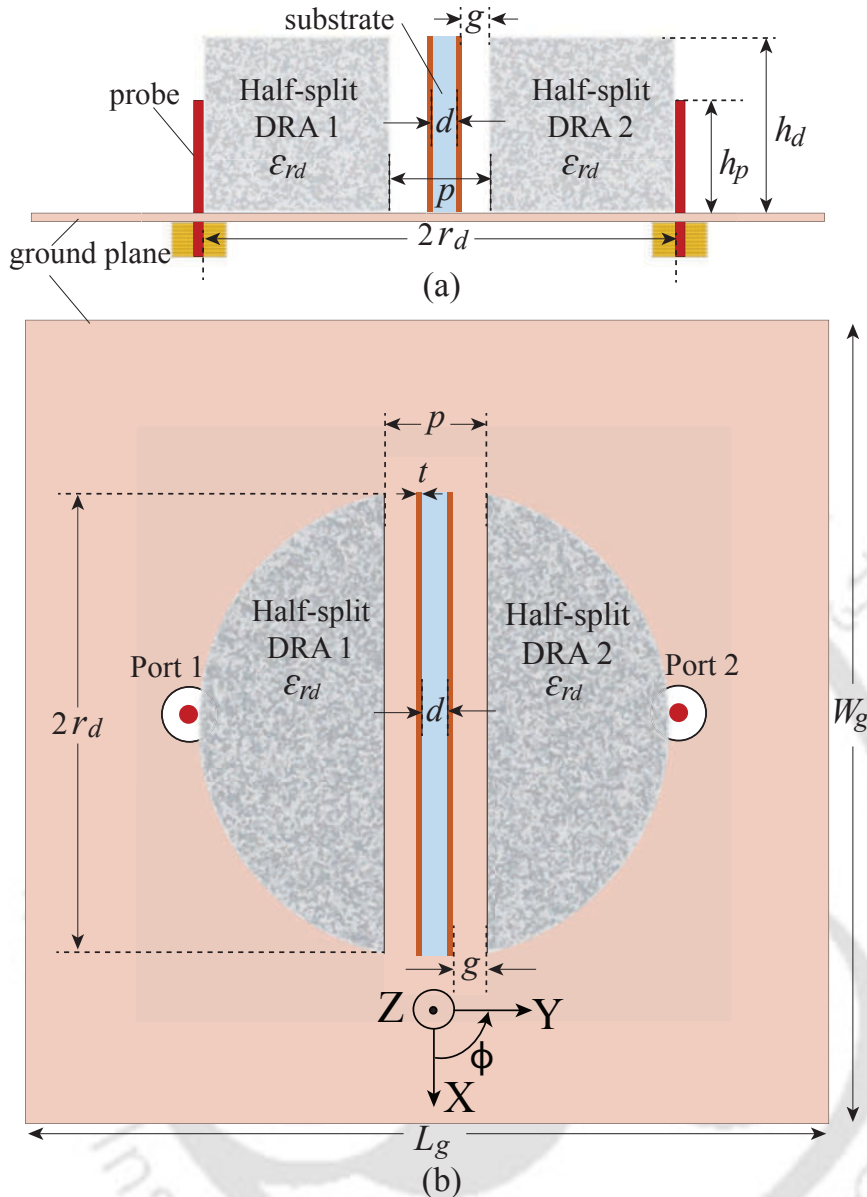 substrate
g
probe
Half-split
DRA 1
εrd
d
Half-split
DRA 2
εrd
p
hp
hd
ground plane
2rd
(a)
p
t
Half-split
DRA 1
εrd
Half-split
DRA 2
εrd
Port 1
Port 2
d
2rd
Wg
g
Z
Y
ϕ
X
Lg
(b)